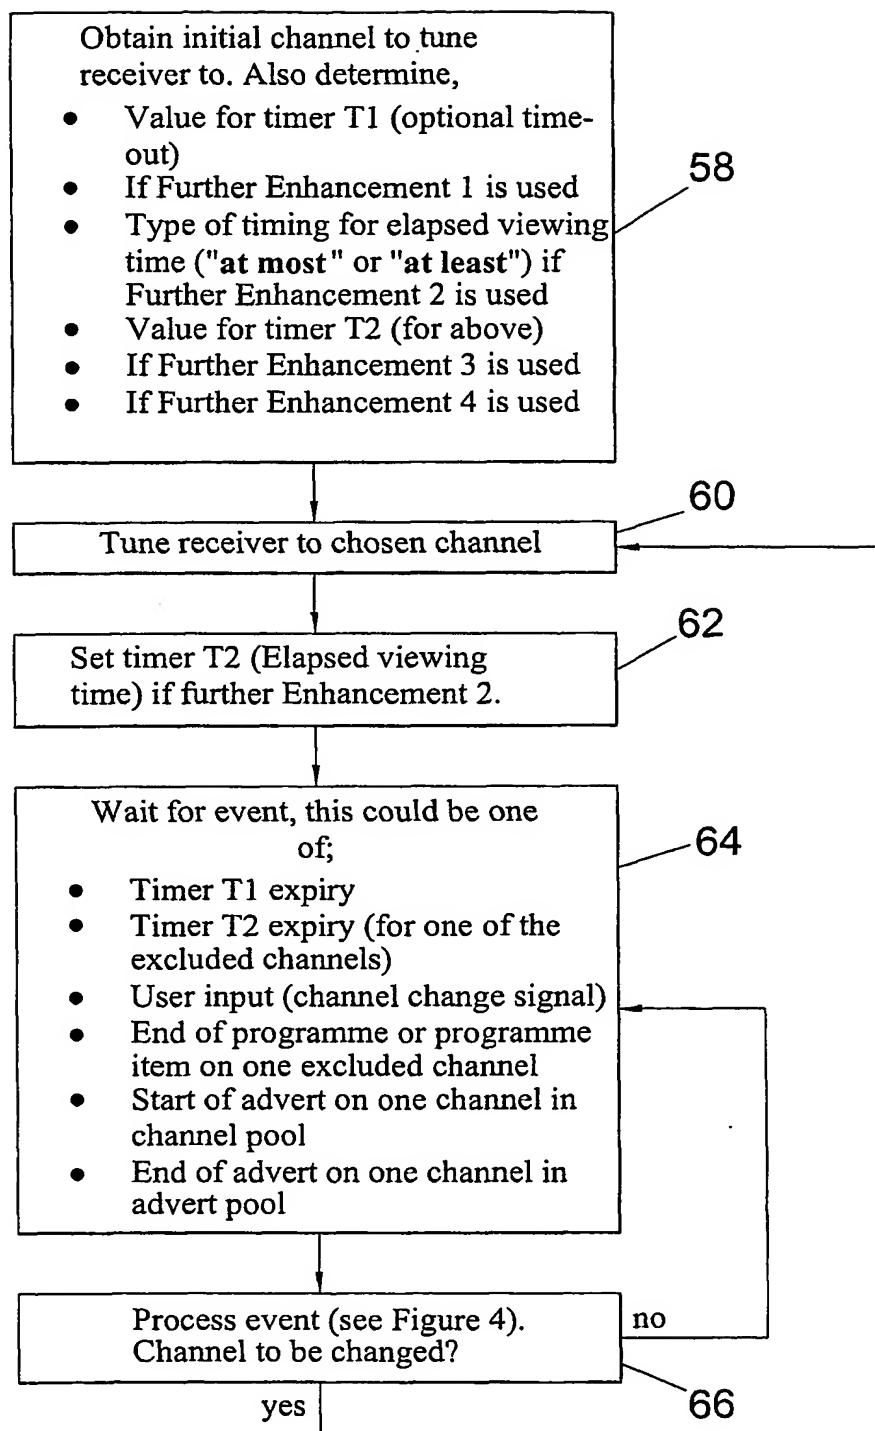 Obtain initial channel to tune
receiver to. Also determine,
• Value for timer T1 (optional time-
out)
• If Further Enhancement 1 is used
• Type of timing for elapsed viewing
time ("at most" or "at least") if
Further Enhancement 2 is used
• Value for timer T2 (for above)
• If Further Enhancement 3 is used
• If Further Enhancement 4 is used
58
60
Tune receiver to chosen channel
62
Set timer T2 (Elapsed viewing
time) if further Enhancement 2.
Wait for event, this could be one
of;
• Timer T1 expiry
• Timer T2 expiry (for one of the
excluded channels)
• User input (channel change signal)
• End of programme or programme
item on one excluded channel
• Start of advert on one channel in
channel pool
• End of advert on one channel in
advert pool
64
Process event (see Figure 4).
Channel to be changed?
no
66
yes